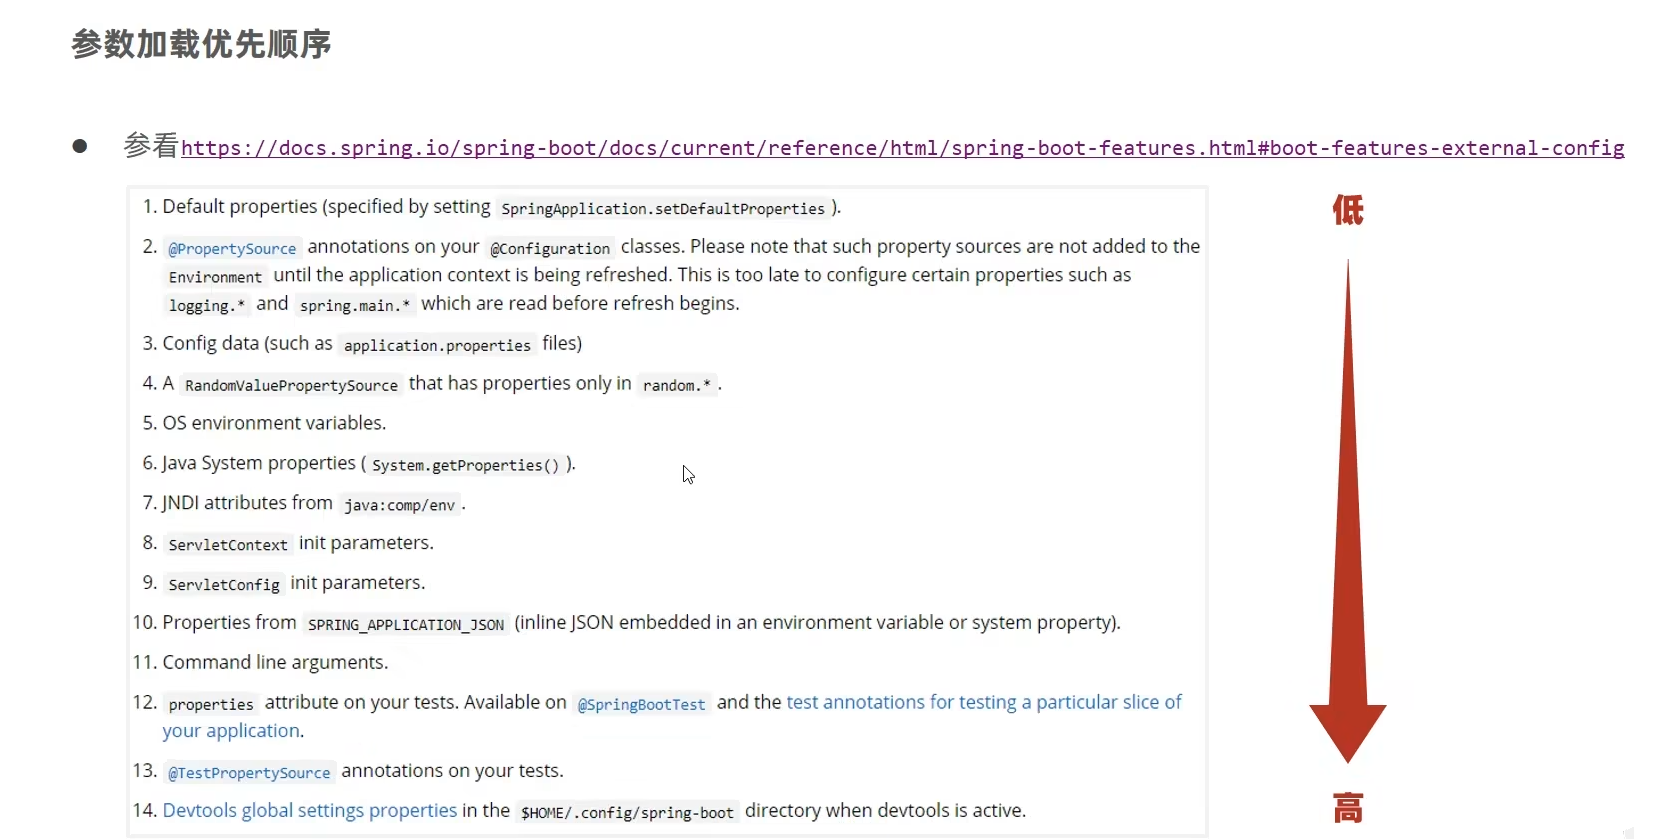 参数加载优先顺序
● 参看https://docs.spring.io/spring-boot/docs/current/reference/html/spring-boot-features.html#boot-features-external-config
低
1. Default properties (specified by setting SpringApplication.setDefaultProperties ).
2. @PropertySource annotations on your @Configuration classes. Please note that such property sources are not added to the
Environment until the application context is being refreshed. This is too late to configure certain properties such as
logging.* and spring.main.* which are read before refresh begins.
3. Config data (such as application.properties files)
4. A RandomValuePropertySource that has properties only in random.* .
5. OS environment variables.
6. Java System properties ( System.getProperties() ).
7. JNDI attributes from java:comp/env .
8. ServletContext init parameters.
9. ServletConfig init parameters.
10. Properties from SPRING_APPLICATION_JSON (inline JSON embedded in an environment variable or system property).
11. Command line arguments.
12. properties attribute on your tests. Available on @SpringBootTest and the test annotations for testing a particular slice of
your application.
13. @TestPropertySource annotations on your tests.
14. Devtools global settings properties in the $HOME/.config/spring-boot directory when devtools is active.
高